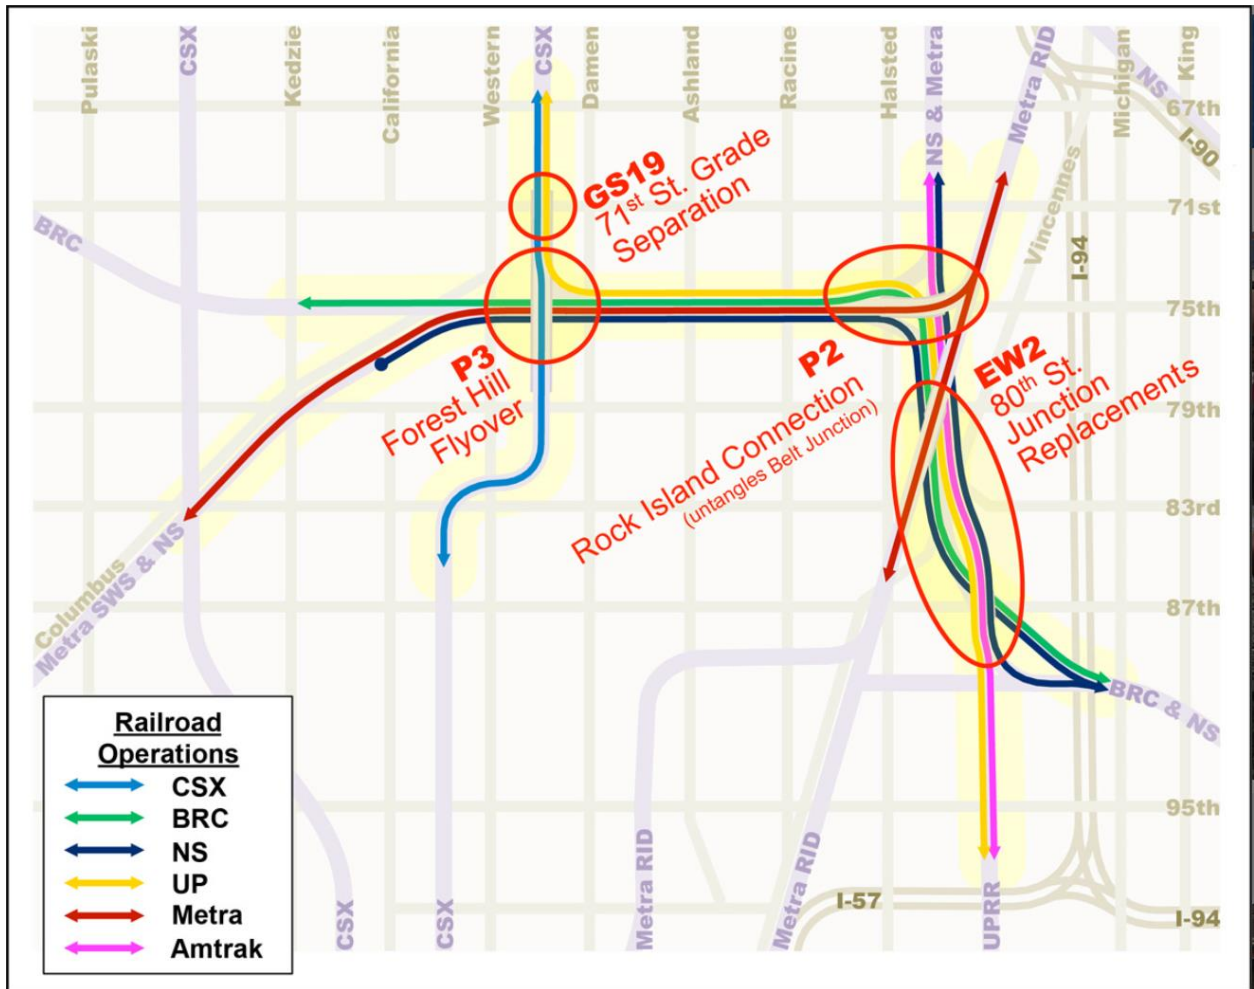 Pulaski
CSX
Kedzie
California
Western
CSX
Damen
Ashland
Racine
Halsted
NS & Metra
Metra RID
Vincennes
Michigan
NS
King
67th
I-90
71st
I-94
75th
79th
83rd
87th
95th
BRC
GS19
71st St. Grade
Separation
P3
Forest Hill
Flyover
P2
Rock Island Connection
(untangles Belt Junction)
EW2
80th St.
Junction
Replacements
Columbus
Metra SWS & NS
BRC & NS
CSX
CSX
Metra RID
Metra RID
I-57
UPRR
I-94
Railroad
Operations
CSX
BRC
NS
UP
Metra
Amtrak